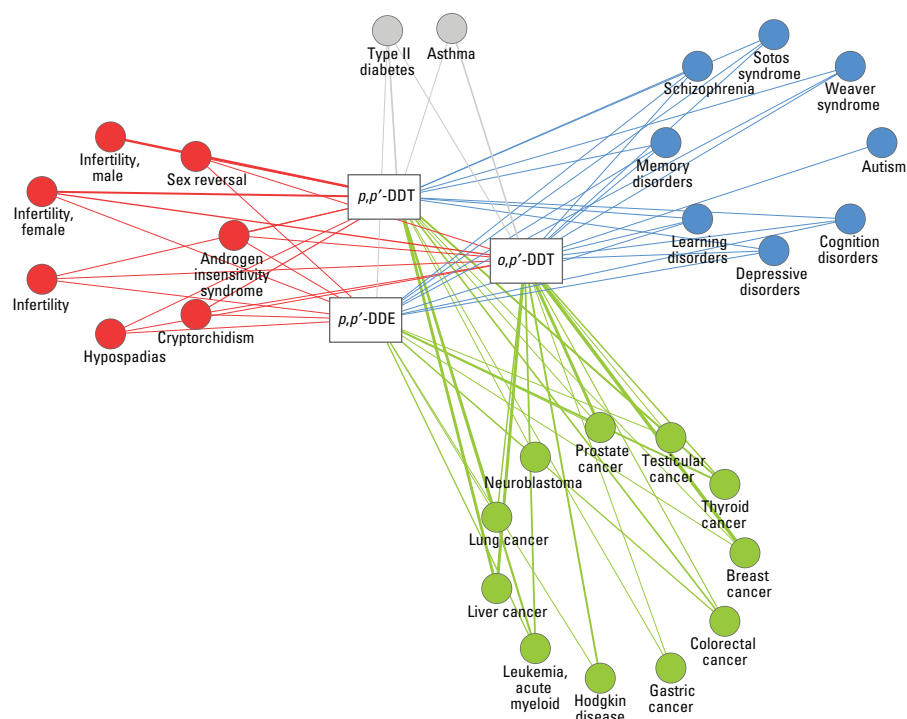 Type II
diabetes
Asthma
Sotos
syndrome
Schizophrenia
Weaver
syndrome
Infertility,
male
Sex reversal
Memory
disorders
Autism
p,p′-DDT
Infertility,
female
Androgen
insensitivity
syndrome
o,p′-DDT
Learning
disorders
Cognition
disorders
Depressive
disorders
Infertility
p,p′-DDE
Cryptorchidism
Hypospadias
Prostate
cancer
Testicular
cancer
Neuroblastoma
Thyroid
cancer
Lung cancer
Breast
cancer
Liver cancer
Colorectal
cancer
Leukemia,
acute
myeloid
Hodgkin
disease
Gastric
cancer